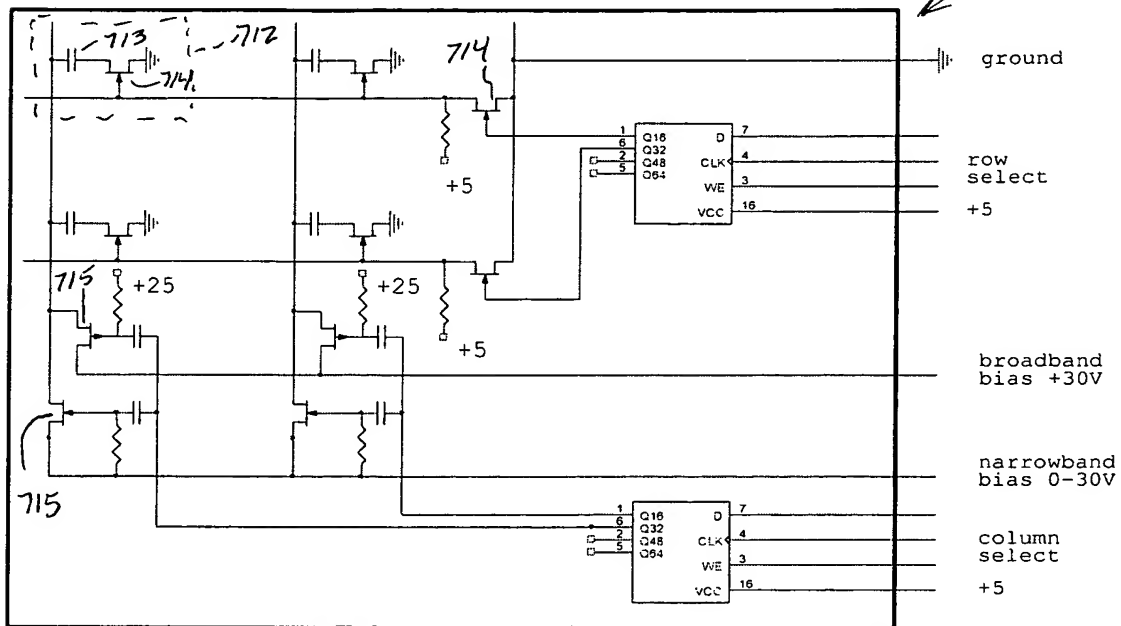 713
712
714
714
ground
+5
1 Q16 D 7
6 Q32
2 Q48 CLK 4
5 Q64
WE 3
VCC 16
row
select
+5
715
+25
+25
+5
broadband
bias +30V
narrowband
bias 0-30V
715
1 Q16 D 7
6 Q32
2 Q48 CLK 4
5 Q64
WE 3
VCC 16
column
select
+5